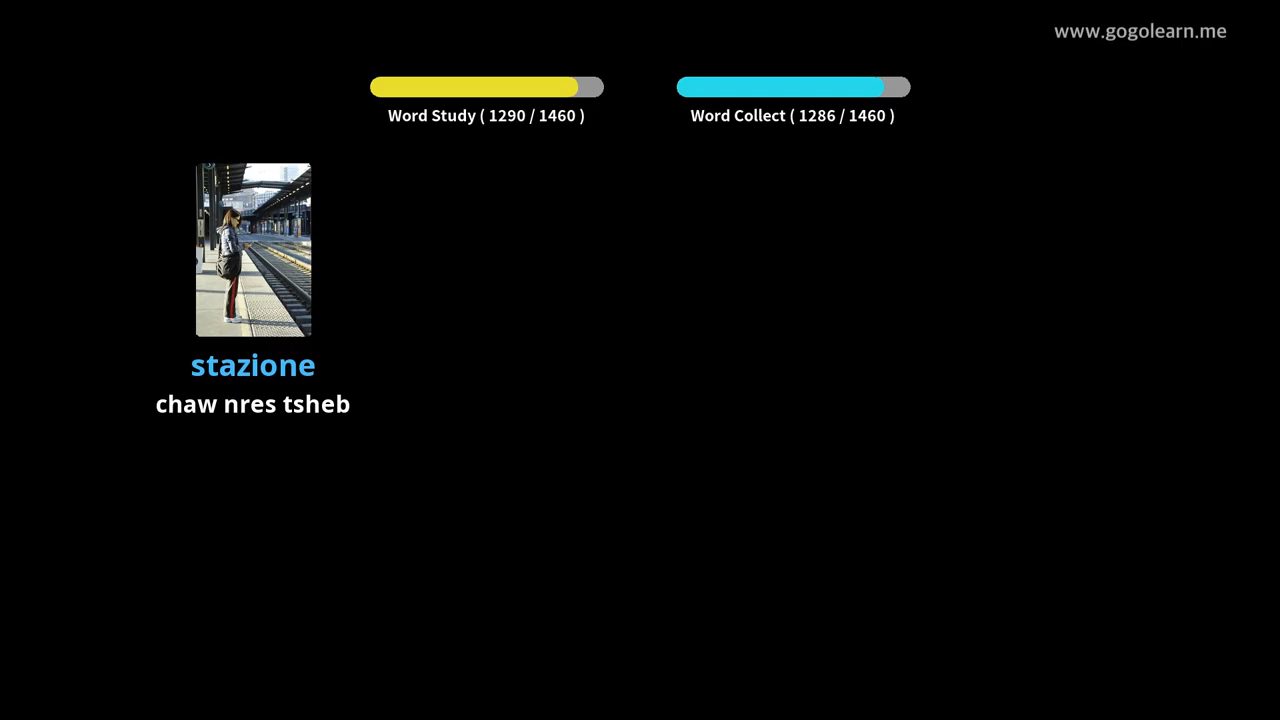 www.gogolearn.me
Word Study ( 1290 / 1460 )
Word Collect ( 1286 / 1460 )
stazione
chaw nres tsheb